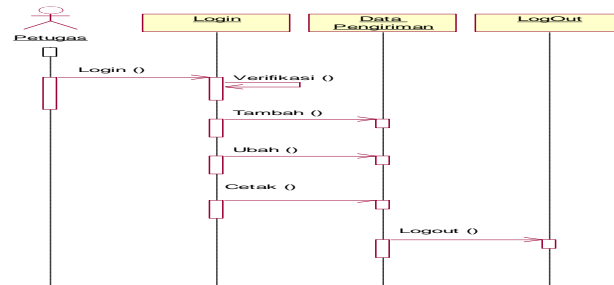 Petugas
Login
Data
Pengiriman
LogOut
Login ()
Verifikasi ()
Tambah ()
Ubah ()
Cetak ()
Logout ()